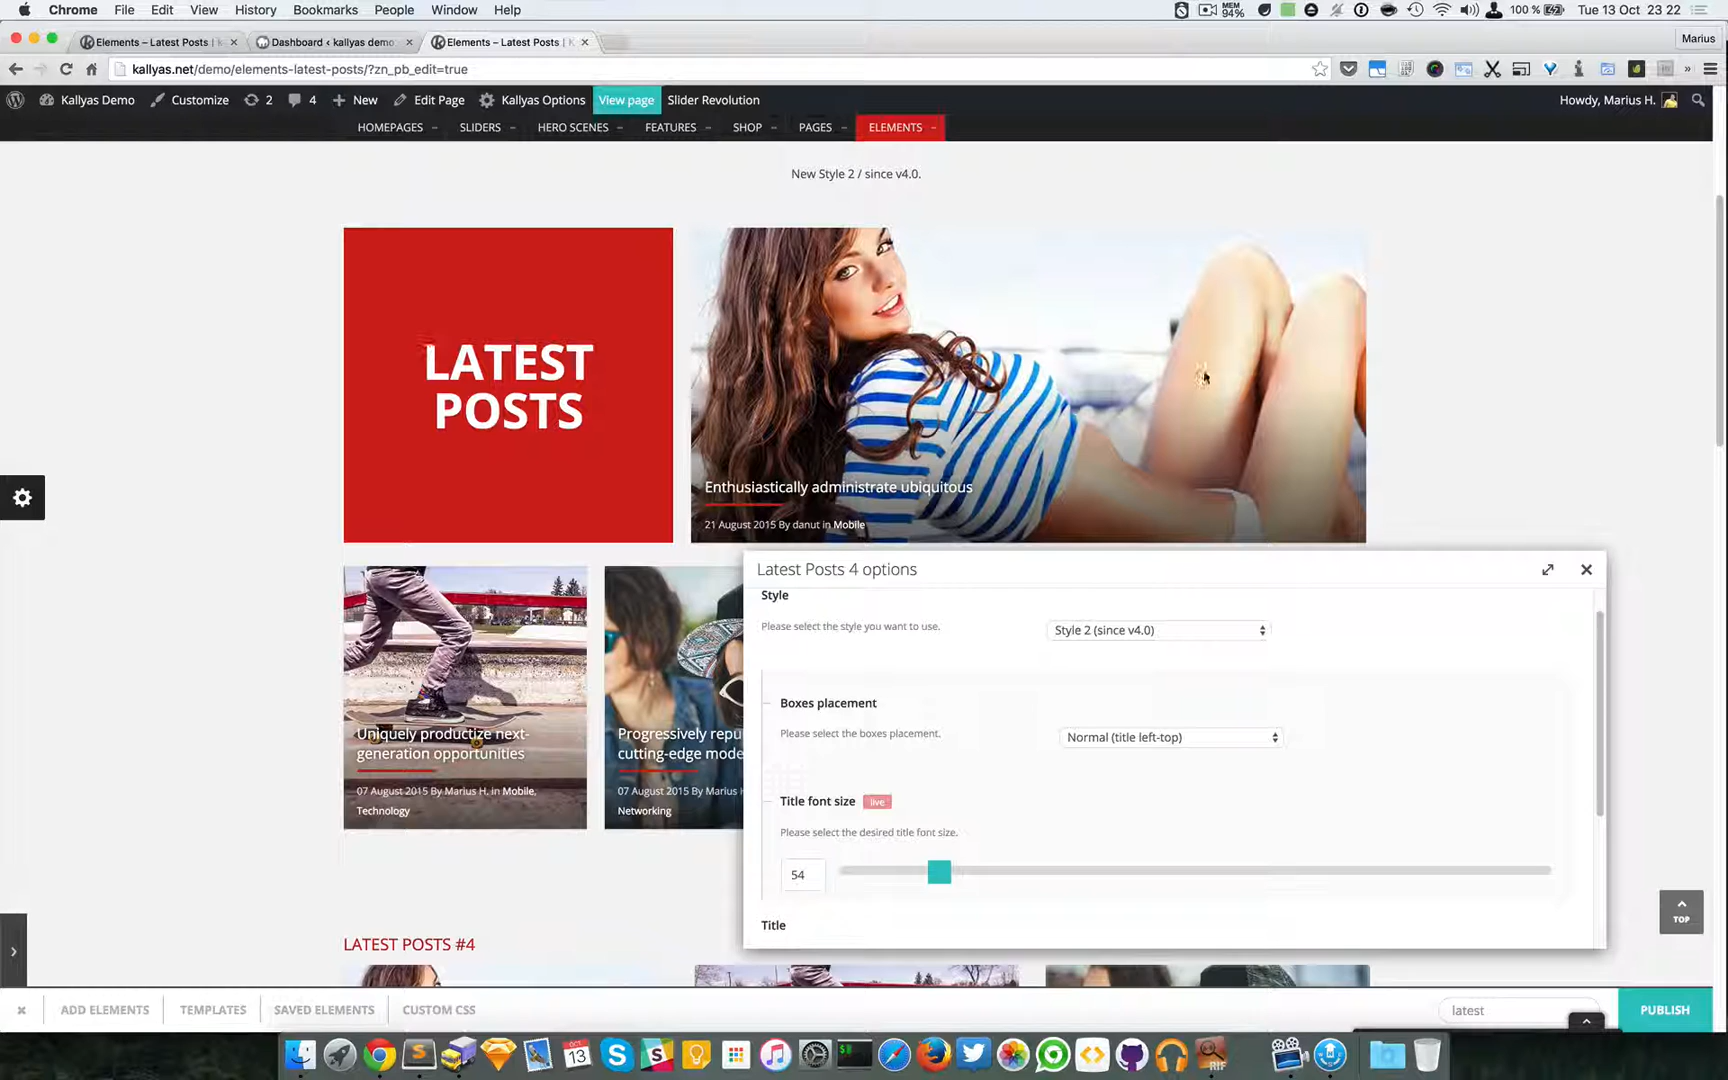 Chrome File Edit View History Bookmarks People Window Help
MEM 94% 100 % Tue 13 Oct 23 22
Elements – Latest Posts | Dashboard ‹ kallyas demo Elements – Latest Posts | Marius
kallyas.net/demo/elements-latest-posts/?zn_pb_edit=true
Kallyas Demo Customize 2 4 New Edit Page Kallyas Options View page Slider Revolution Howdy, Marius H.
HOMEPAGES SLIDERS HERO SCENES FEATURES SHOP PAGES ELEMENTS
New Style 2 / since v4.0.
LATEST
POSTS
Enthusiastically administrate ubiquitous
21 August 2015 By danut in Mobile
Uniquely productize next-
generation opportunities
07 August 2015 By Marius H. in Mobile,
Technology
Progressively repu
cutting-edge mode
07 August 2015 By Marius H
Networking
Latest Posts 4 options
Style
Please select the style you want to use. Style 2 (since v4.0)
Boxes placement
Please select the boxes placement. Normal (title left-top)
Title font size live
Please select the desired title font size.
54
Title
TOP
LATEST POSTS #4
ADD ELEMENTS TEMPLATES SAVED ELEMENTS CUSTOM CSS latest PUBLISH
13
RIF